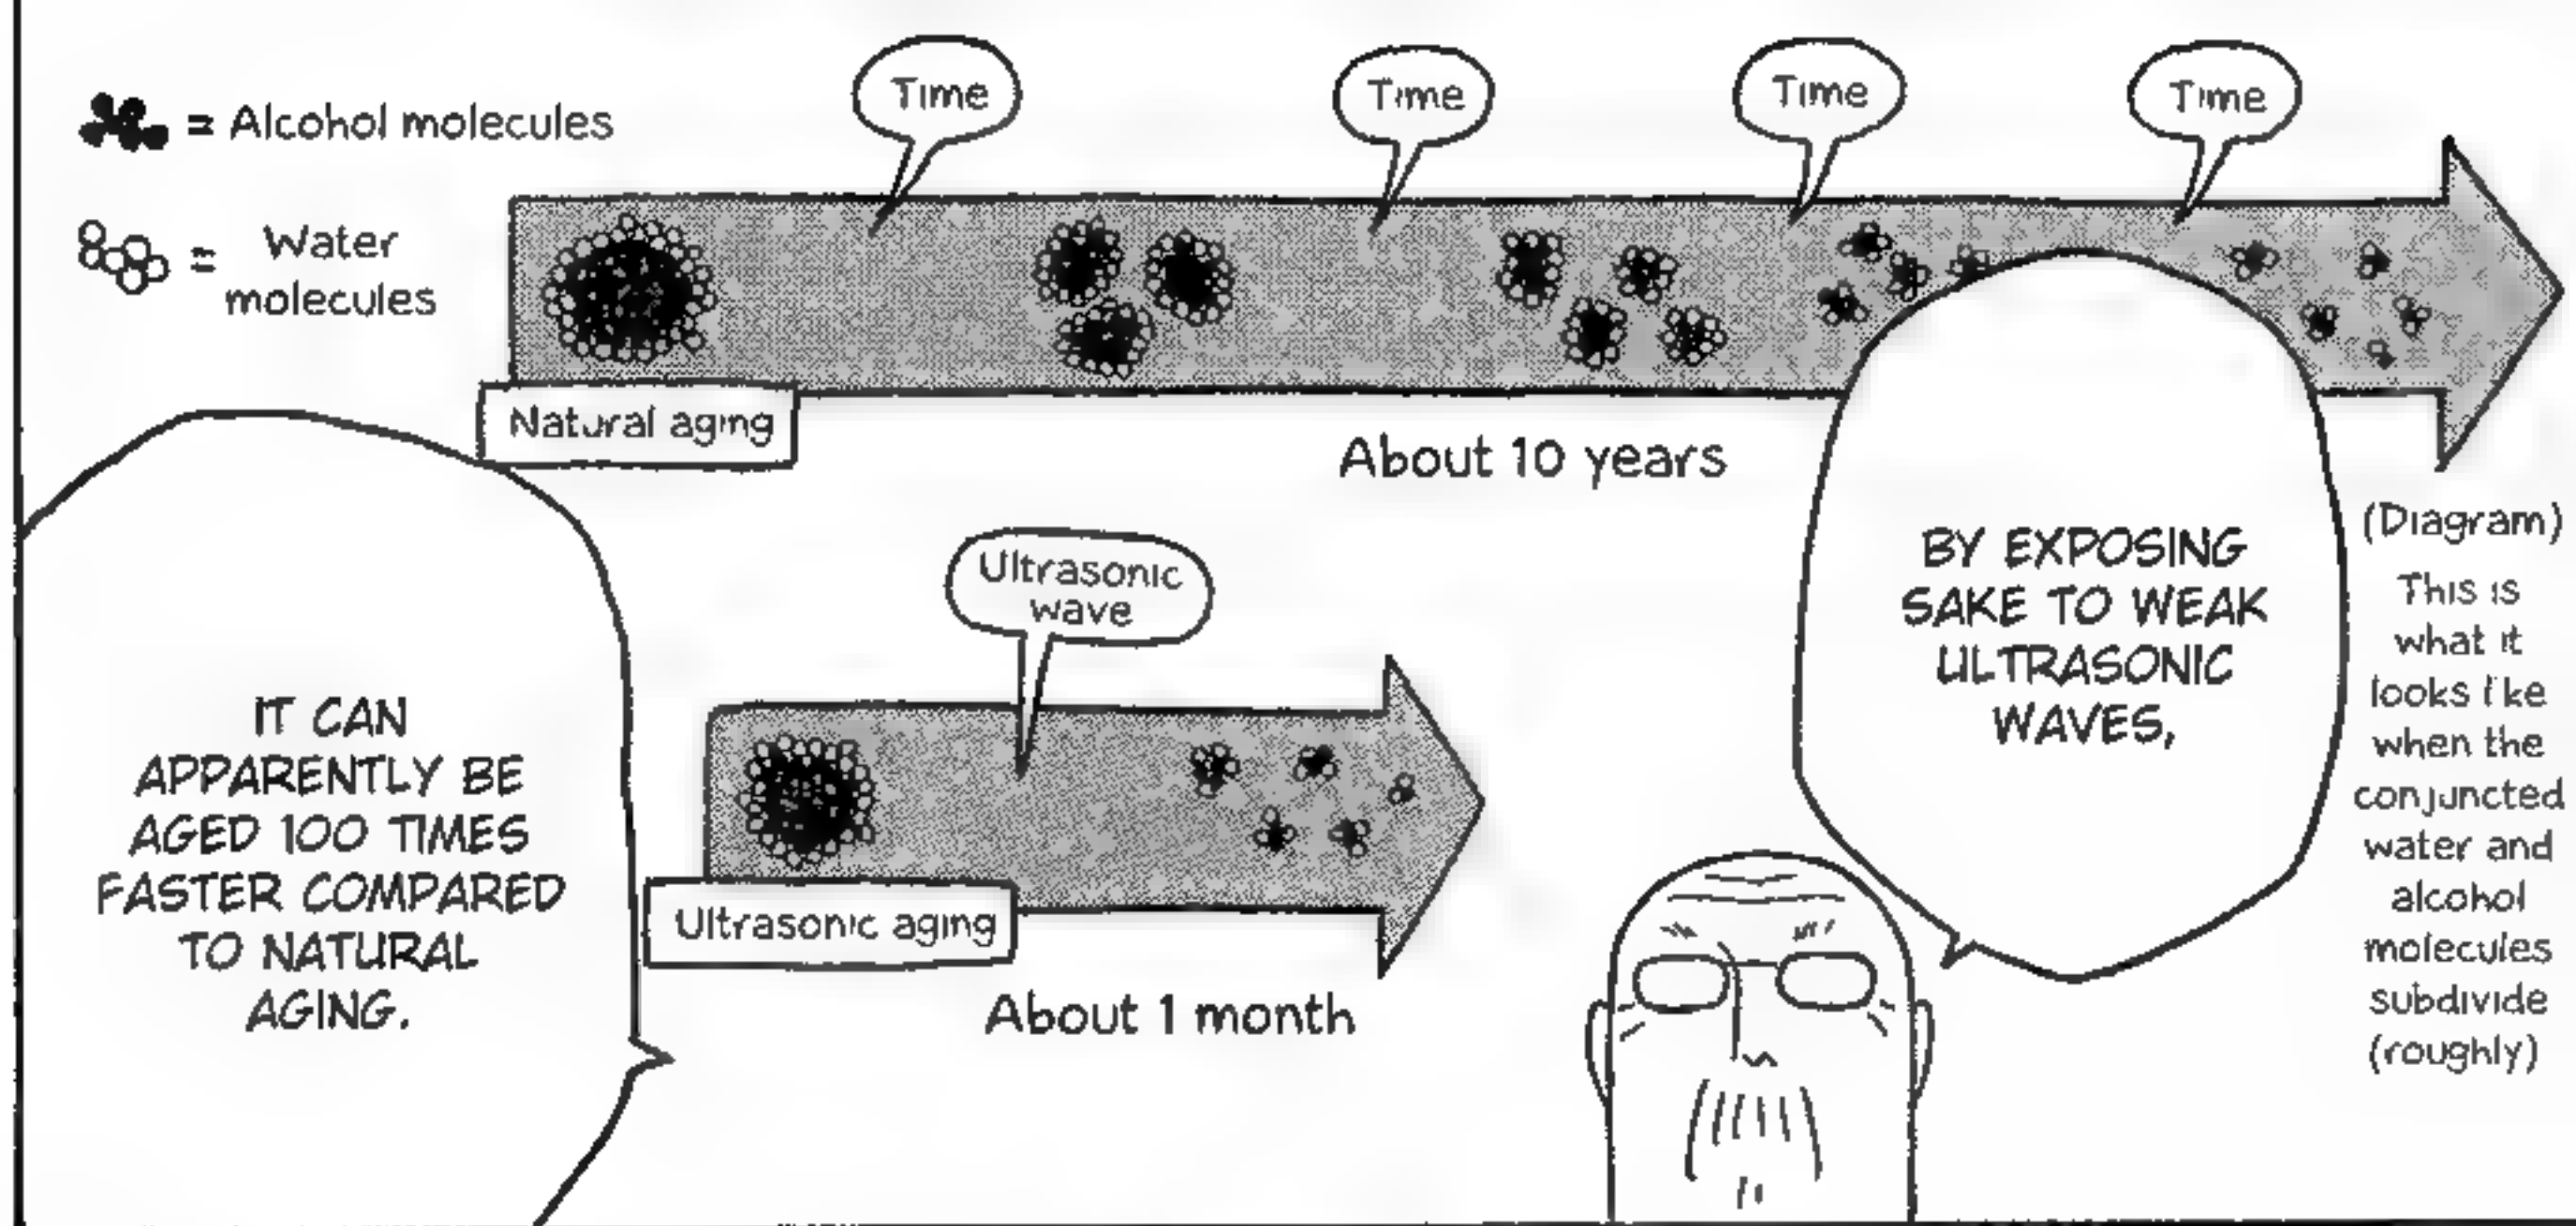 = Alcohol molecules
= Water
molecules
Time
Time
Time
Time
Natural aging
About 10 years
BY EXPOSING
SAKE TO WEAK
ULTRASONIC
WAVES,
(Diagram)
This is
what it
looks like
when the
conjuncted
water and
alcohol
molecules
subdivide
(roughly)
Ultrasonic
wave
Ultrasonic aging
About 1 month
IT CAN
APPARENTLY BE
AGED 100 TIMES
FASTER COMPARED
TO NATURAL
AGING.